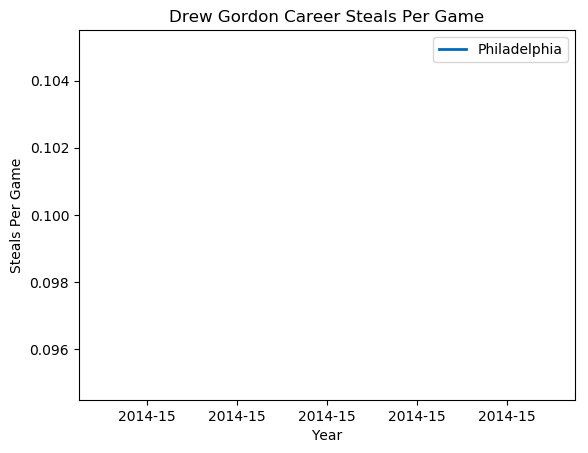 Drew Gordon Career Steals Per Game
Philadelphia
0.104
0.102
0.100
0.098
0.096
Steals Per Game
2014-15 2014-15 2014-15 2014-15 2014-15
Year